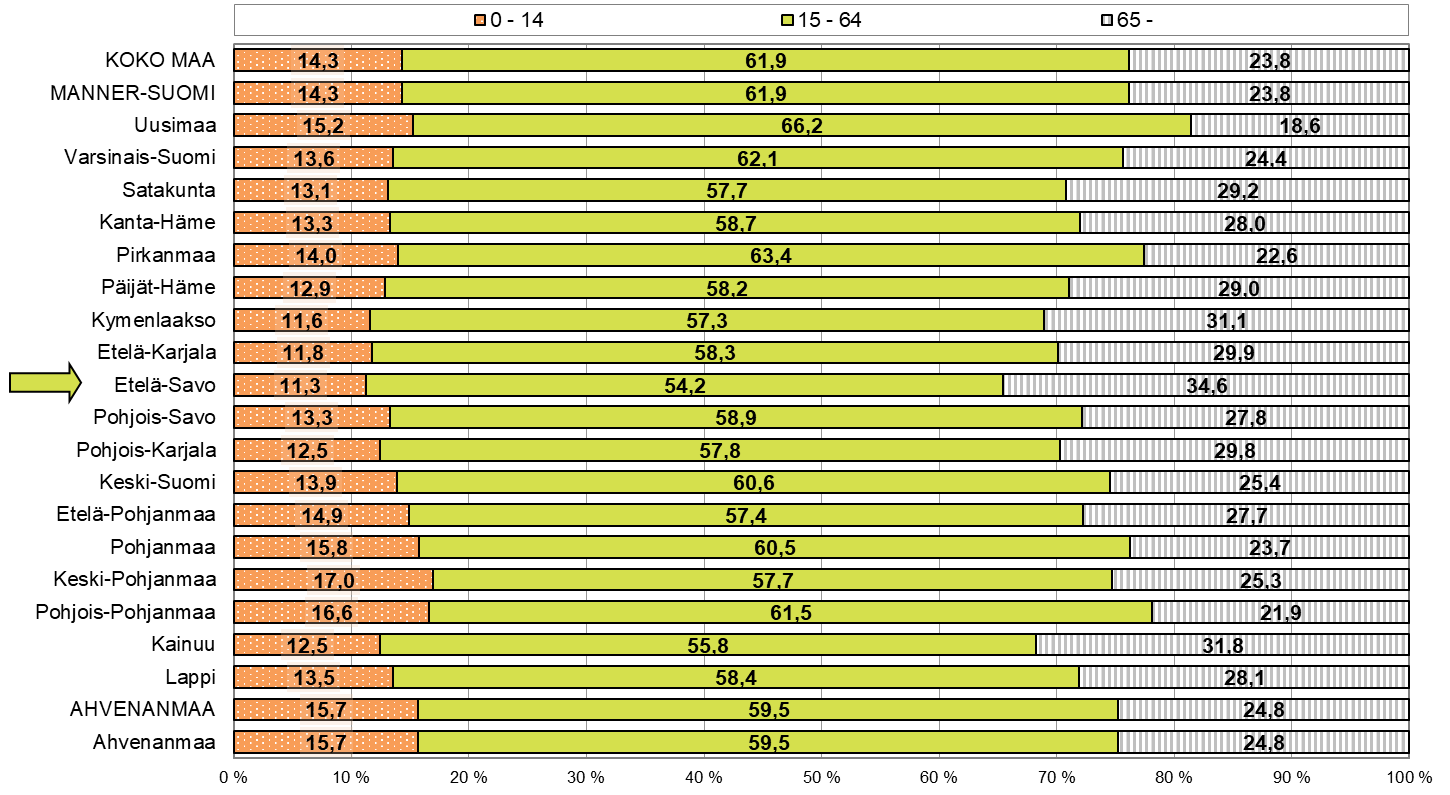 0 - 14 15 - 64 65 -
KOKO MAA 14,3 61,9 23,8
MANNER-SUOMI 14,3 61,9 23,8
Uusimaa 15,2 66,2 18,6
Varsinais-Suomi 13,6 62,1 24,4
Satakunta 13,1 57,7 29,2
Kanta-Häme 13,3 58,7 28,0
Pirkanmaa 14,0 63,4 22,6
Päijät-Häme 12,9 58,2 29,0
Kymenlaakso 11,6 57,3 31,1
Etelä-Karjala 11,8 58,3 29,9
Etelä-Savo 11,3 54,2 34,6
Pohjois-Savo 13,3 58,9 27,8
Pohjois-Karjala 12,5 57,8 29,8
Keski-Suomi 13,9 60,6 25,4
Etelä-Pohjanmaa 14,9 57,4 27,7
Pohjanmaa 15,8 60,5 23,7
Keski-Pohjanmaa 17,0 57,7 25,3
Pohjois-Pohjanmaa 16,6 61,5 21,9
Kainuu 12,5 55,8 31,8
Lappi 13,5 58,4 28,1
AHVENANMAA 15,7 59,5 24,8
Ahvenanmaa 15,7 59,5 24,8
0 % 10 % 20 % 30 % 40 % 50 % 60 % 70 % 80 % 90 % 100 %